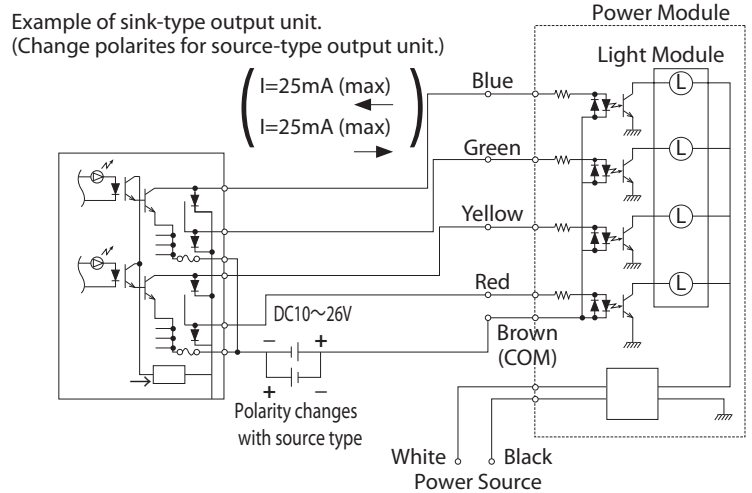 Example of sink-type output unit.
(Change polarites for source-type output unit.)
Power Module
Light Module
I=25mA (max)
I=25mA (max)
Blue
L
Green
L
Yellow
L
Red
L
DC10～26V
Brown
(COM)
− +
+ −
Polarity changes
with source type
White Black
Power Source